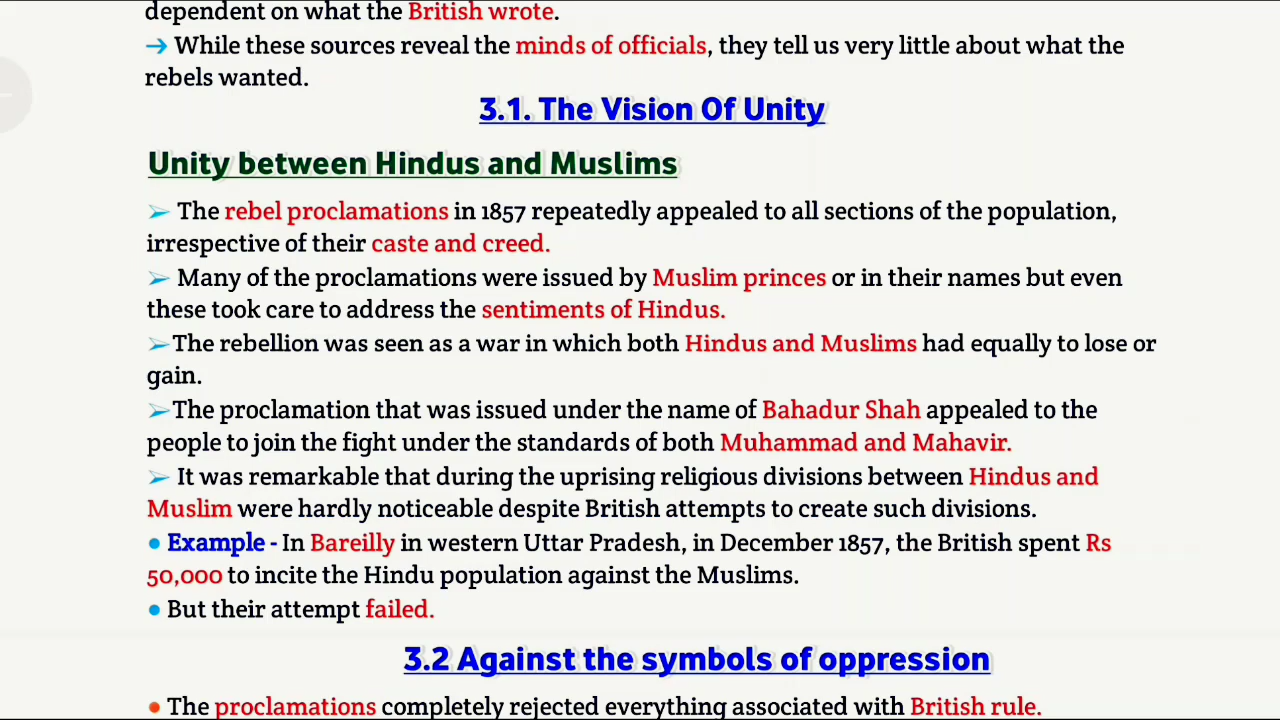 dependent on what the British wrote.
→ While these sources reveal the minds of officials, they tell us very little about what the
rebels wanted.
3.1. The Vision Of Unity
Unity between Hindus and Muslims
➢ The rebel proclamations in 1857 repeatedly appealed to all sections of the population,
irrespective of their caste and creed.
➢ Many of the proclamations were issued by Muslim princes or in their names but even
these took care to address the sentiments of Hindus.
➢The rebellion was seen as a war in which both Hindus and Muslims had equally to lose or
gain.
➢The proclamation that was issued under the name of Bahadur Shah appealed to the
people to join the fight under the standards of both Muhammad and Mahavir.
➢ It was remarkable that during the uprising religious divisions between Hindus and
Muslim were hardly noticeable despite British attempts to create such divisions.
● Example - In Bareilly in western Uttar Pradesh, in December 1857, the British spent Rs
50,000 to incite the Hindu population against the Muslims.
● But their attempt failed.
3.2 Against the symbols of oppression
● The proclamations completely rejected everything associated with British rule.